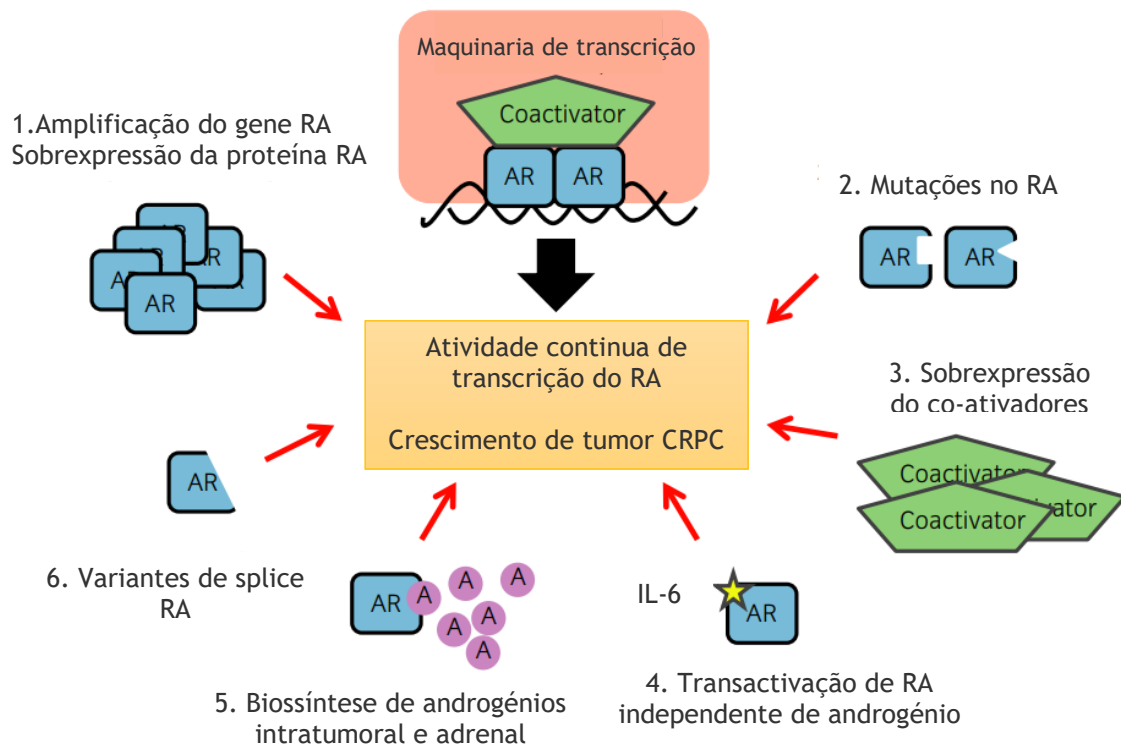 Maquinaria de transcrição
Coactivator
AR AR
1.Amplificação do gene RA
Sobrexpressão da proteína RA
AR
2. Mutações no RA
AR AR
Atividade continua de
transcrição do RA
Crescimento de tumor CRPC
3. Sobrexpressão
do co-ativadores
Coactivator
Coactivator
AR
6. Variantes de splice
RA
AR A A A A A A A
5. Biossíntese de androgénios
intratumoral e adrenal
IL-6
AR
4. Transactivação de RA
independente de androgénio